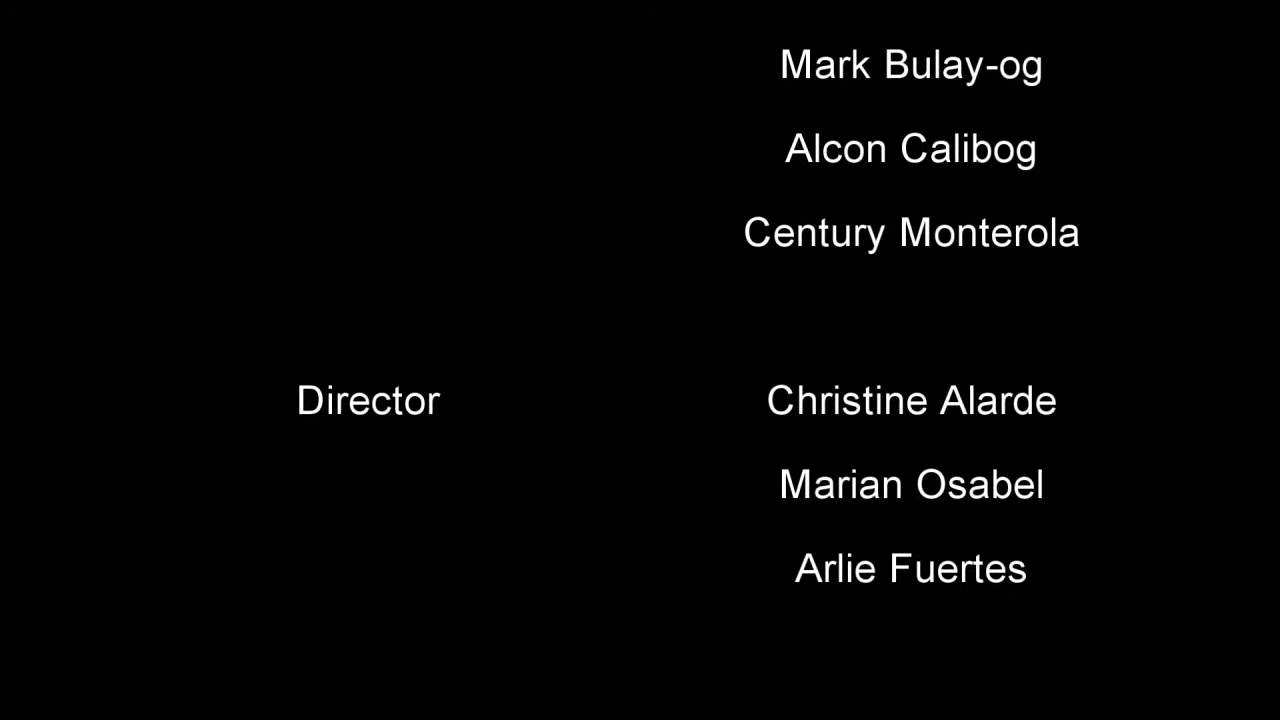 Mark Bulay-og
Alcon Calibog
Century Monterola
Director Christine Alarde
Marian Osabel
Arlie Fuertes